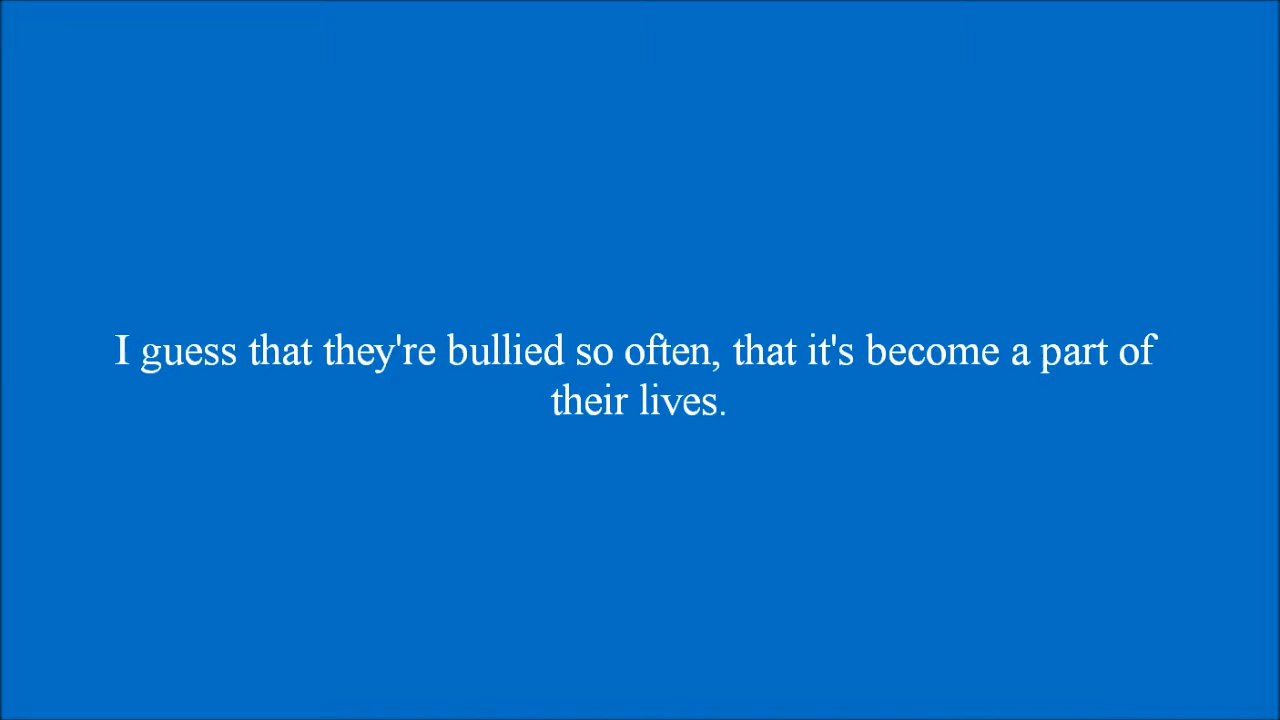 I guess that they're bullied so often, that it's become a part of
their lives.